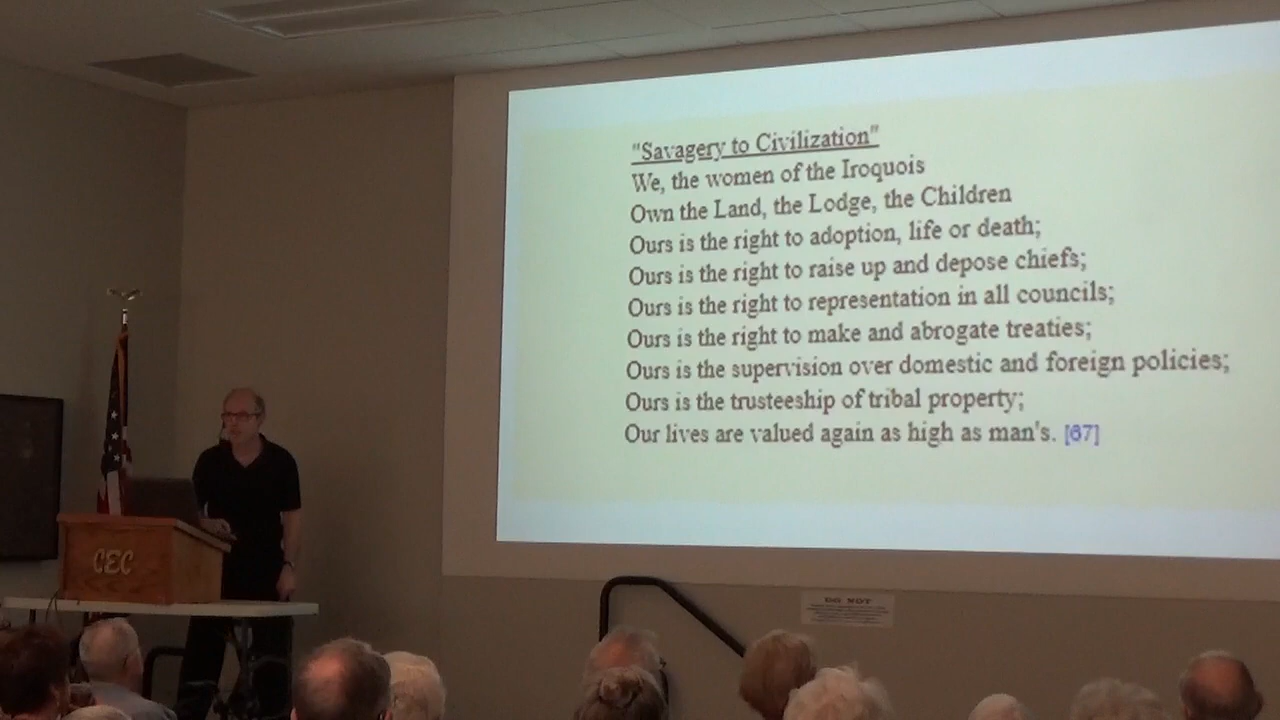 "Savagery to Civilization"
We, the women of the Iroquois
Own the Land, the Lodge, the Children
Ours is the right to adoption, life or death;
Ours is the right to raise up and depose chiefs;
Ours is the right to representation in all councils;
Ours is the right to make and abrogate treaties;
Ours is the supervision over domestic and foreign policies;
Ours is the trusteeship of tribal property;
Our lives are valued again as high as man's. [67]
CEC
DO NOT